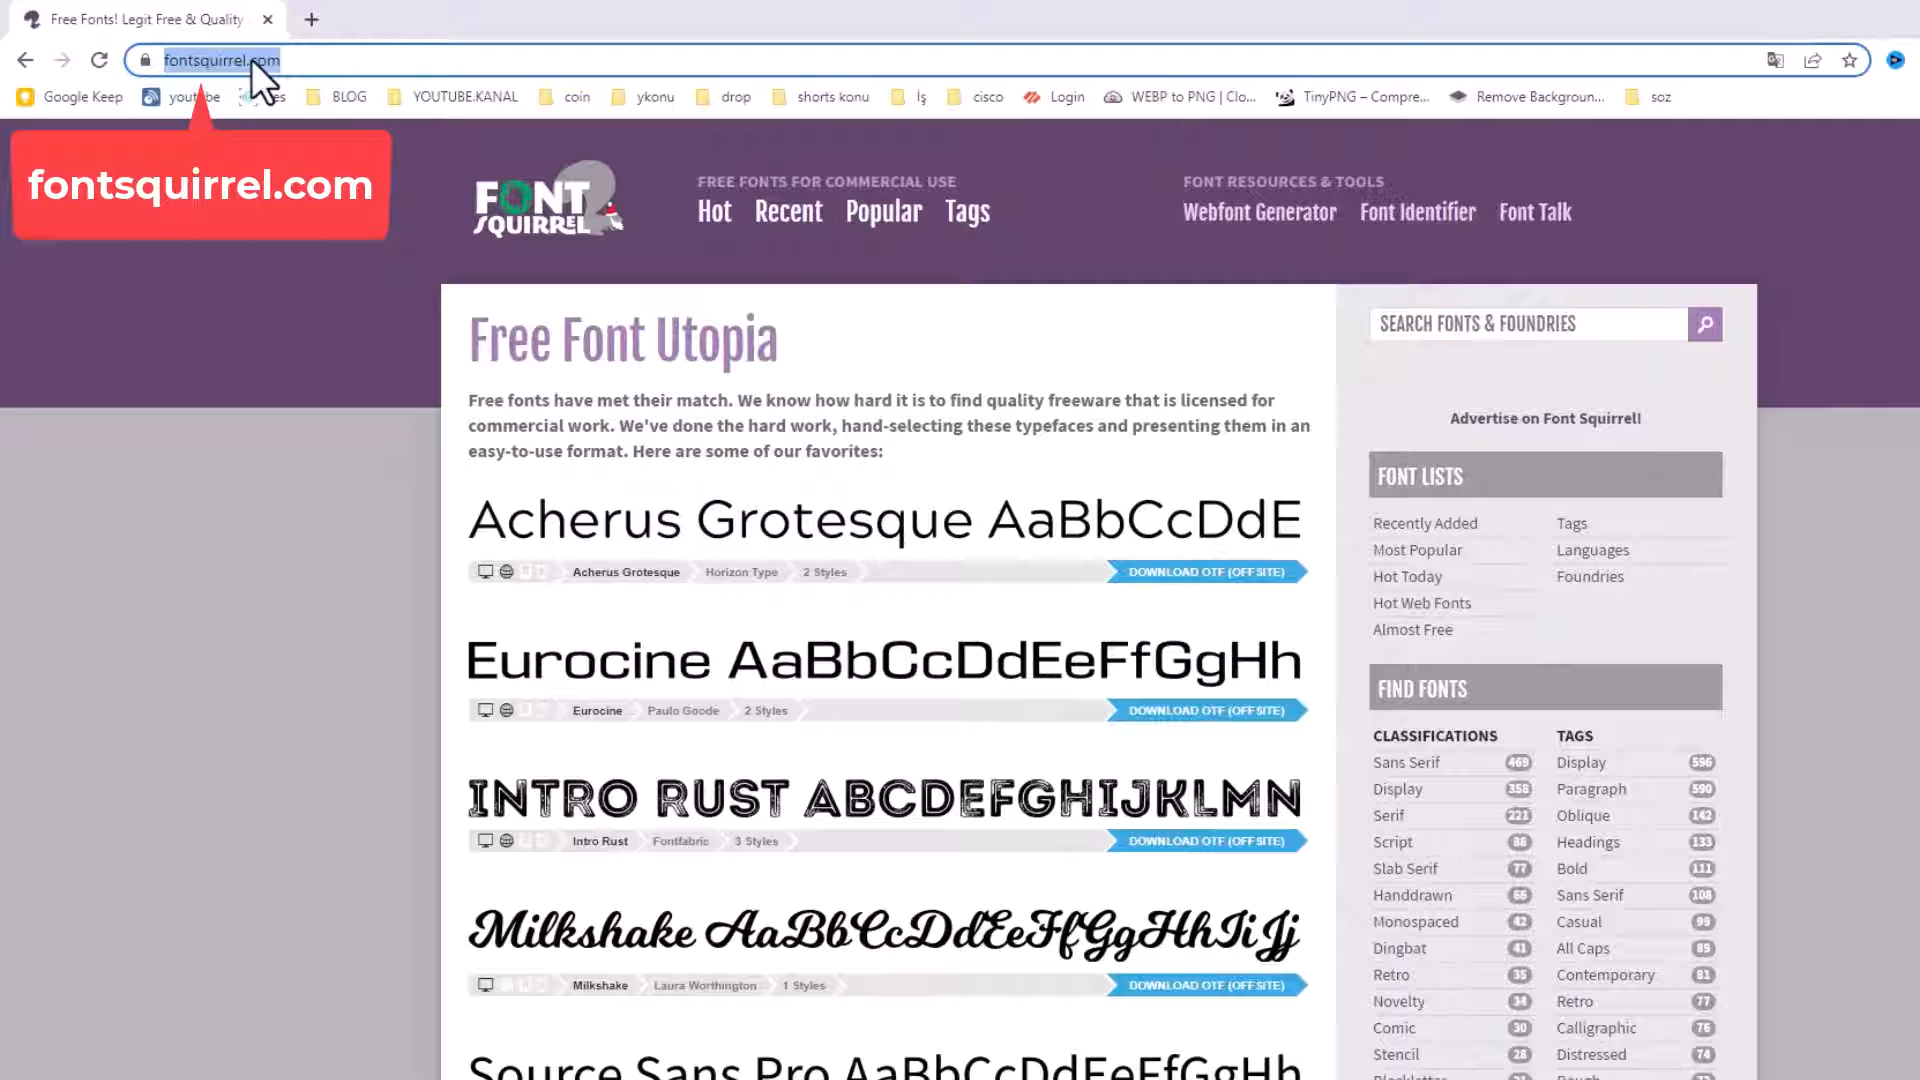 Free Fonts! Legit Free & Quality
fontsquirrel.com
Google Keep
BLOG
YOUTUBE.KANAL
coin
ykonu
drop
shorts konu
İş
cisco
Login
WEBP to PNG | Clo...
TinyPNG – Compre...
Remove Backgroun...
soz
fontsquirrel.com
FONT
SQUIRREL
FREE FONTS FOR COMMERCIAL USE
Hot Recent Popular Tags
FONT RESOURCES & TOOLS
Webfont Generator Font Identifier Font Talk
Free Font Utopia
Free fonts have met their match. We know how hard it is to find quality freeware that is licensed for
commercial work. We've done the hard work, hand-selecting these typefaces and presenting them in an
easy-to-use format. Here are some of our favorites:
Acherus Grotesque AaBbCcDdE
Acherus Grotesque Horizon Type 2 Styles DOWNLOAD OTF (OFFSITE)
Eurocine AaBbCcDdEeFfGgHh
Eurocine Paulo Goode 2 Styles DOWNLOAD OTF (OFFSITE)
INTRO RUST ABCDEFGHIJKLMN
Intro Rust Fontfabric 3 Styles DOWNLOAD OTF (OFFSITE)
Milkshake AaBbCcDdEeFfGgHhIiJj
Milkshake Laura Worthington 1 Styles DOWNLOAD OTF (OFFSITE)
Source Sans Pro AaBbCcDdEeFfGgHh
SEARCH FONTS & FOUNDRIES
Advertise on Font Squirrel!
FONT LISTS
Recently Added Tags
Most Popular Languages
Hot Today Foundries
Hot Web Fonts
Almost Free
FIND FONTS
CLASSIFICATIONS TAGS
Sans Serif 469 Display 596
Display 358 Paragraph 590
Serif 221 Oblique 142
Script 86 Headings 133
Slab Serif 77 Bold 111
Handdrawn 66 Sans Serif 108
Monospaced 42 Casual 99
Dingbat 41 All Caps 89
Retro 35 Contemporary 81
Novelty 34 Retro 77
Comic 30 Calligraphic 76
Stencil 28 Distressed 74